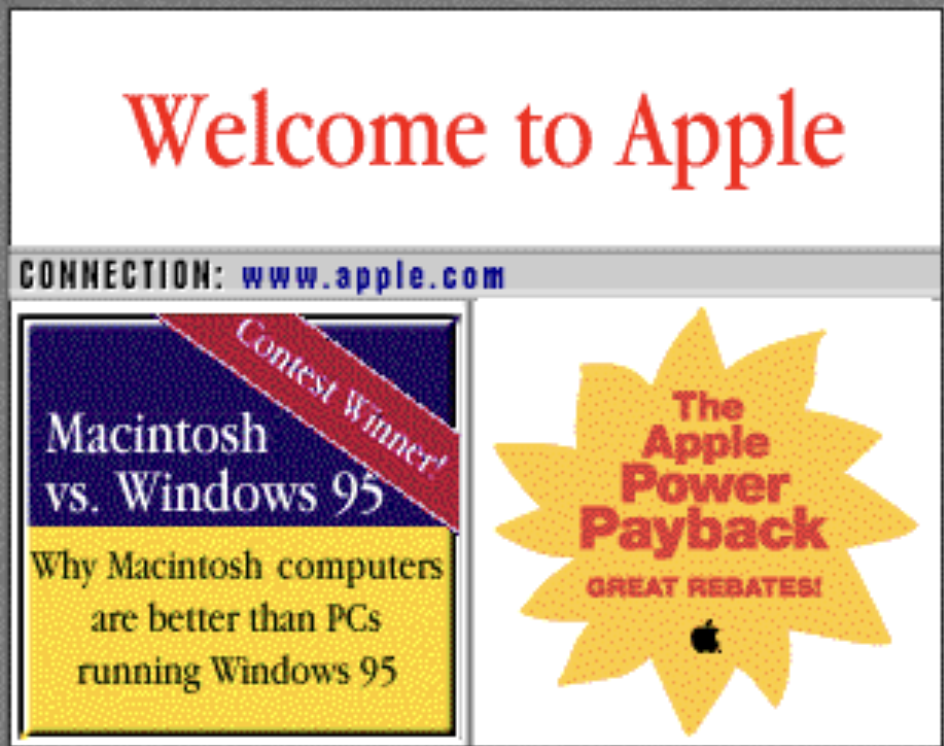 Welcome to Apple
CONNECTION: www.apple.com
Contest Winner!
Macintosh
vs. Windows 95
Why Macintosh computers
are better than PCs
running Windows 95
The
Apple
Power
Payback
GREAT REBATES!